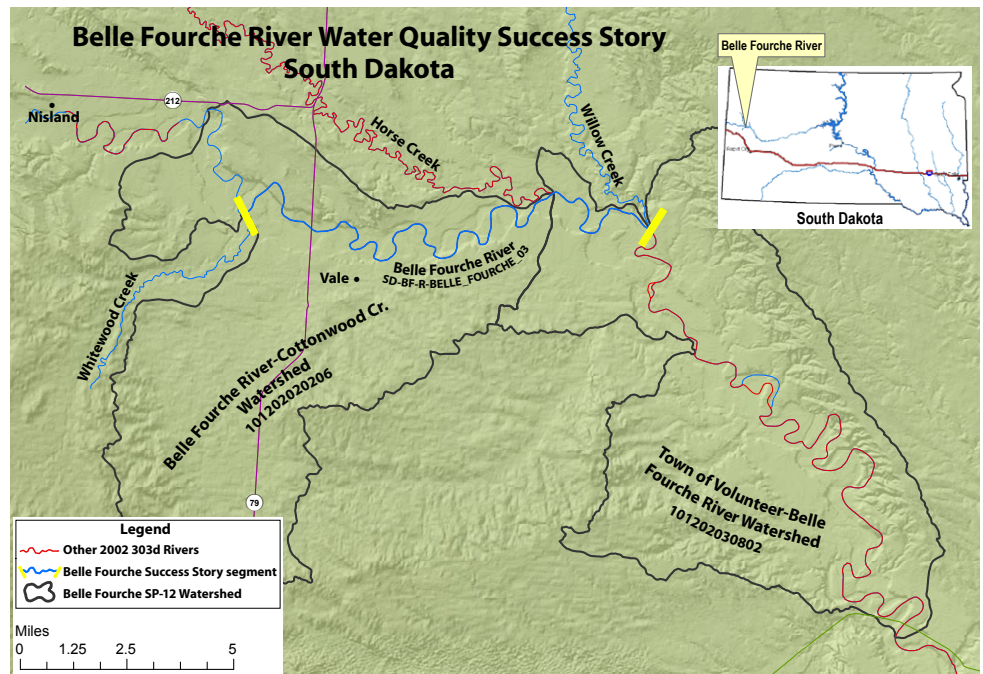 Belle Fourche River Water Quality Success Story
South Dakota
Belle Fourche River
South Dakota
212
Nisland
Horse Creek
Willow Creek
Belle Fourche River
SD-BF-R-BELLE_FOURCHE_03
Vale
Whitewood Creek
Belle Fourche River-Cottonwood Cr.
Watershed
101202020206
Town of Volunteer-Belle
Fourche River Watershed
101202030802
79
Legend
Other 2002 303d Rivers
Belle Fourche Success Story segment
Belle Fourche SP-12 Watershed
Miles
0 1.25 2.5 5